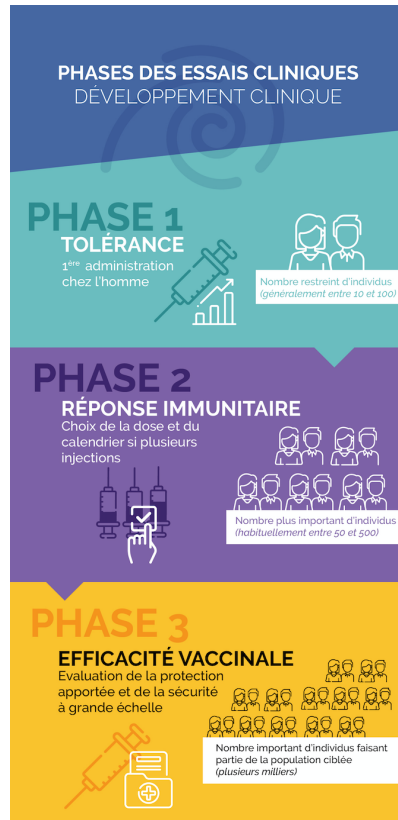 PHASES DES ESSAIS CLINIQUES
DÉVELOPPEMENT CLINIQUE
PHASE 1
TOLÉRANCE
1ère administration
chez l'homme
Nombre restreint d'individus
(généralement entre 10 et 100)
PHASE 2
RÉPONSE IMMUNITAIRE
Choix de la dose et du
calendrier si plusieurs
injections
Nombre plus important d'individus
(habituellement entre 50 et 500)
PHASE 3
EFFICACITÉ VACCINALE
Evaluation de la protection
apportée et de la sécurité
à grande échelle
Nombre important d'individus faisant
partie de la population ciblée
(plusieurs milliers)